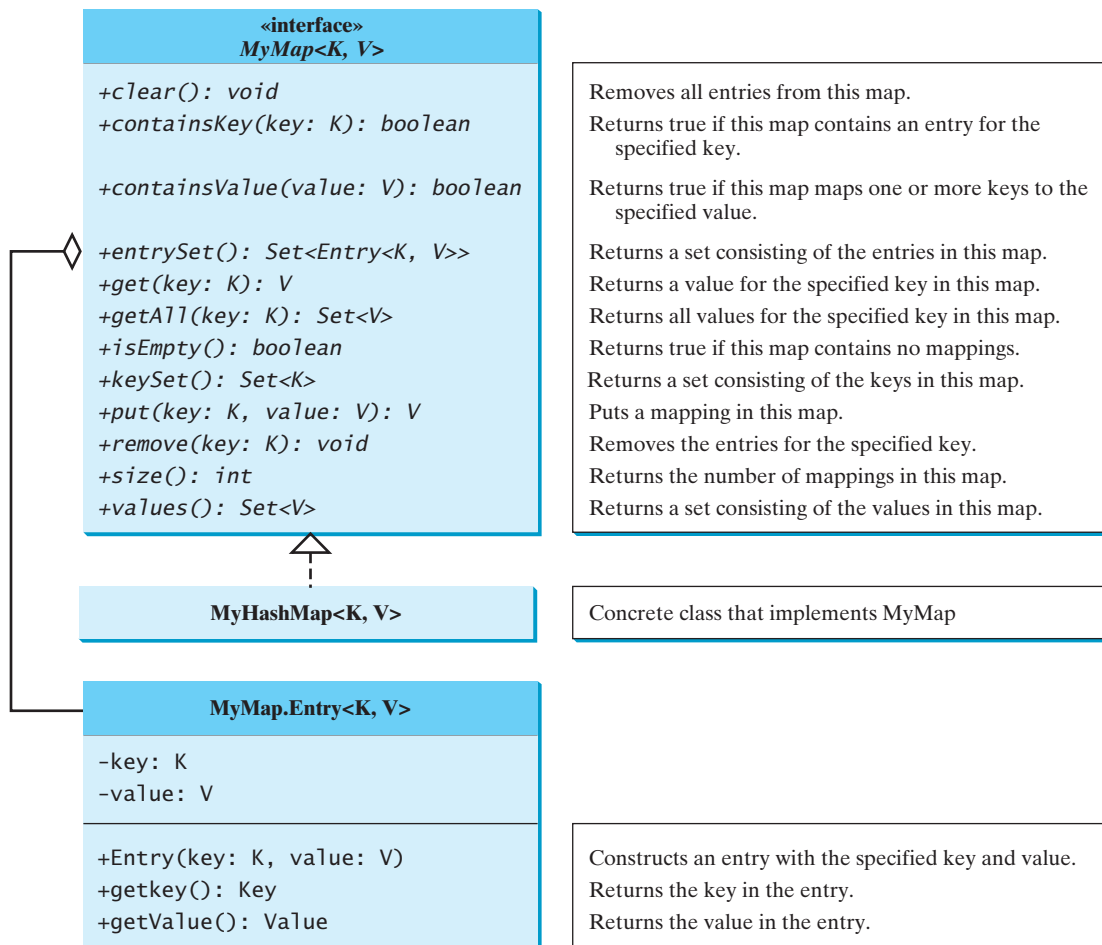 «interface»
MyMap<K, V>
+clear(): void
+containsKey(key: K): boolean
+containsValue(value: V): boolean
+entrySet(): Set<Entry<K, V>>
+get(key: K): V
+getAll(key: K): Set<V>
+isEmpty(): boolean
+keySet(): Set<K>
+put(key: K, value: V): V
+remove(key: K): void
+size(): int
+values(): Set<V>
Removes all entries from this map.
Returns true if this map contains an entry for the
specified key.
Returns true if this map maps one or more keys to the
specified value.
Returns a set consisting of the entries in this map.
Returns a value for the specified key in this map.
Returns all values for the specified key in this map.
Returns true if this map contains no mappings.
Returns a set consisting of the keys in this map.
Puts a mapping in this map.
Removes the entries for the specified key.
Returns the number of mappings in this map.
Returns a set consisting of the values in this map.
MyHashMap<K, V>
Concrete class that implements MyMap
MyMap.Entry<K, V>
-key: K
-value: V
+Entry(key: K, value: V)
+getkey(): Key
+getValue(): Value
Constructs an entry with the specified key and value.
Returns the key in the entry.
Returns the value in the entry.